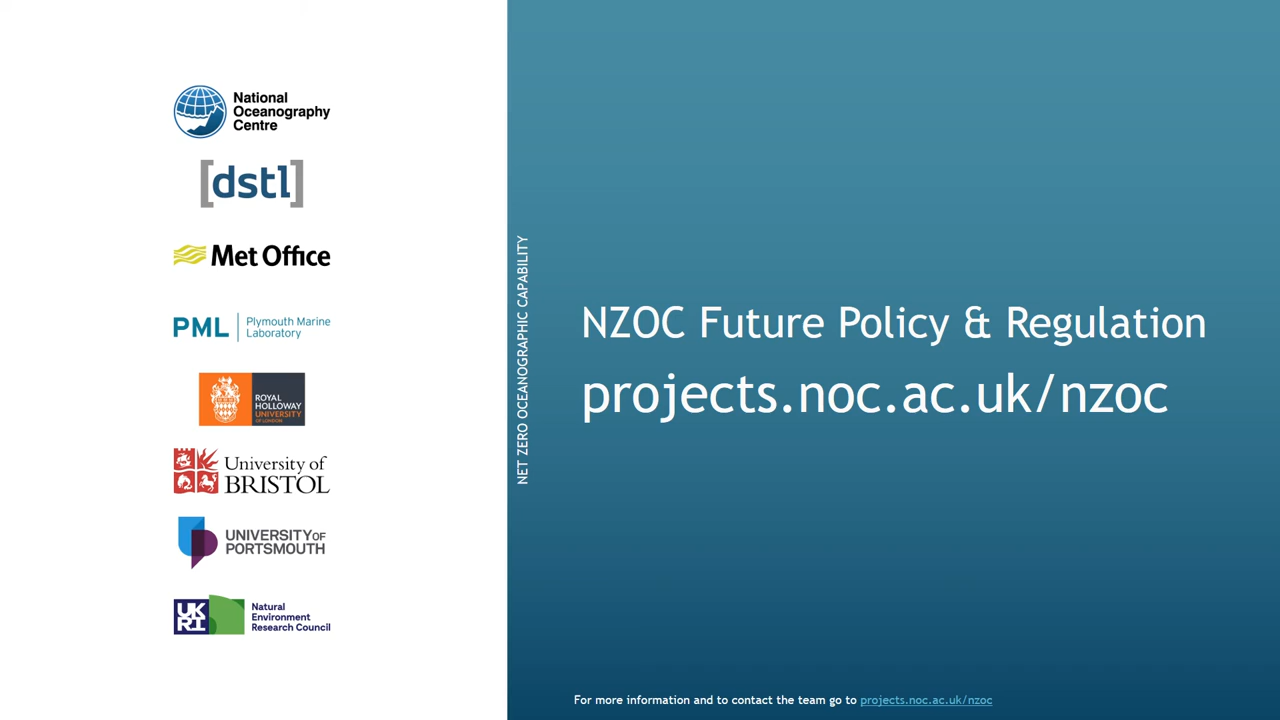 National
Oceanography
Centre
[dstl]
Met Office
PML
Plymouth Marine
Laboratory
ROYAL
HOLLOWAY
UNIVERSITY
OF LONDON
University of
BRISTOL
UNIVERSITY OF
PORTSMOUTH
UK
RI
Natural
Environment
Research Council
NET ZERO OCEANOGRAPHIC CAPABILITY
NZOC Future Policy & Regulation
projects.noc.ac.uk/nzoc
For more information and to contact the team go to projects.noc.ac.uk/nzoc